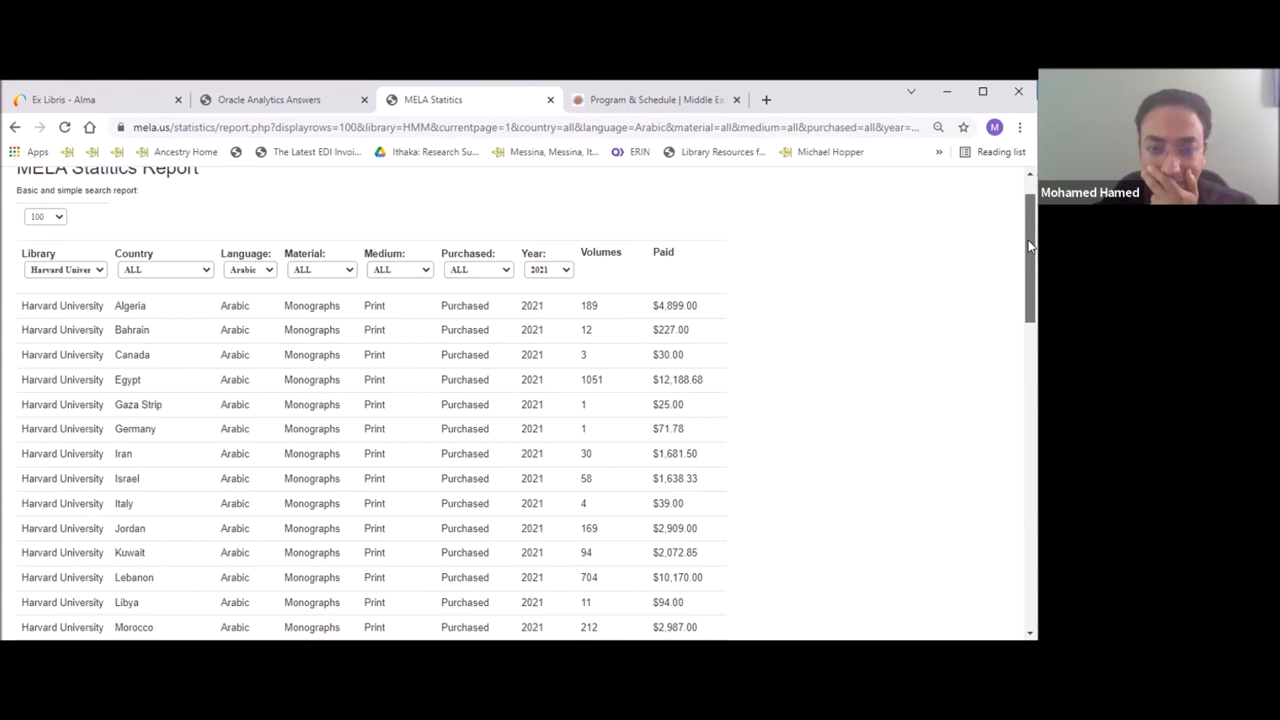 Ex Libris - Alma
Oracle Analytics Answers
MELA Statitics
Program & Schedule | Middle Ea
mela.us/statistics/report.php?displayrows=100&library=HMM&currentpage=1&country=all&language=Arabic&material=all&medium=all&purchased=all&year=...
M
Apps
Ancestry Home
The Latest EDI Invoi...
Ithaka: Research Su...
Messina, Messina, It...
ERIN
Library Resources f...
Michael Hopper
»
Reading list
MELA Statitics Report
Basic and simple search report:
100
Library Country Language: Material: Medium: Purchased: Year: Volumes Paid
Harvard Univer ALL Arabic ALL ALL ALL 2021
Harvard University Algeria Arabic Monographs Print Purchased 2021 189 $4,899.00
Harvard University Bahrain Arabic Monographs Print Purchased 2021 12 $227.00
Harvard University Canada Arabic Monographs Print Purchased 2021 3 $30.00
Harvard University Egypt Arabic Monographs Print Purchased 2021 1051 $12,188.68
Harvard University Gaza Strip Arabic Monographs Print Purchased 2021 1 $25.00
Harvard University Germany Arabic Monographs Print Purchased 2021 1 $71.78
Harvard University Iran Arabic Monographs Print Purchased 2021 30 $1,681.50
Harvard University Israel Arabic Monographs Print Purchased 2021 58 $1,638.33
Harvard University Italy Arabic Monographs Print Purchased 2021 4 $39.00
Harvard University Jordan Arabic Monographs Print Purchased 2021 169 $2,909.00
Harvard University Kuwait Arabic Monographs Print Purchased 2021 94 $2,072.85
Harvard University Lebanon Arabic Monographs Print Purchased 2021 704 $10,170.00
Harvard University Libya Arabic Monographs Print Purchased 2021 11 $94.00
Harvard University Morocco Arabic Monographs Print Purchased 2021 212 $2,987.00
Mohamed Hamed